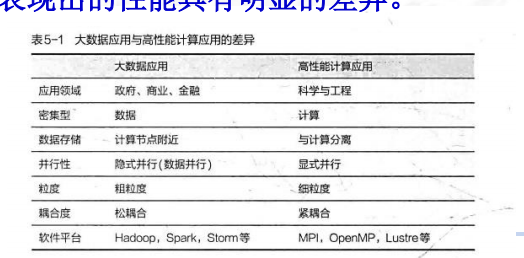 表现出的性能具有明显的差异。
表5-1 大数据应用与高性能计算应用的差异
大数据应用 高性能计算应用
应用领域 政府、商业、金融 科学与工程
密集型 数据 计算
数据存储 计算节点附近 与计算分离
并行性 隐式并行(数据并行) 显式并行
粒度 粗粒度 细粒度
耦合度 松耦合 紧耦合
软件平台 Hadoop, Spark, Storm等 MPI, OpenMP, Lustre等